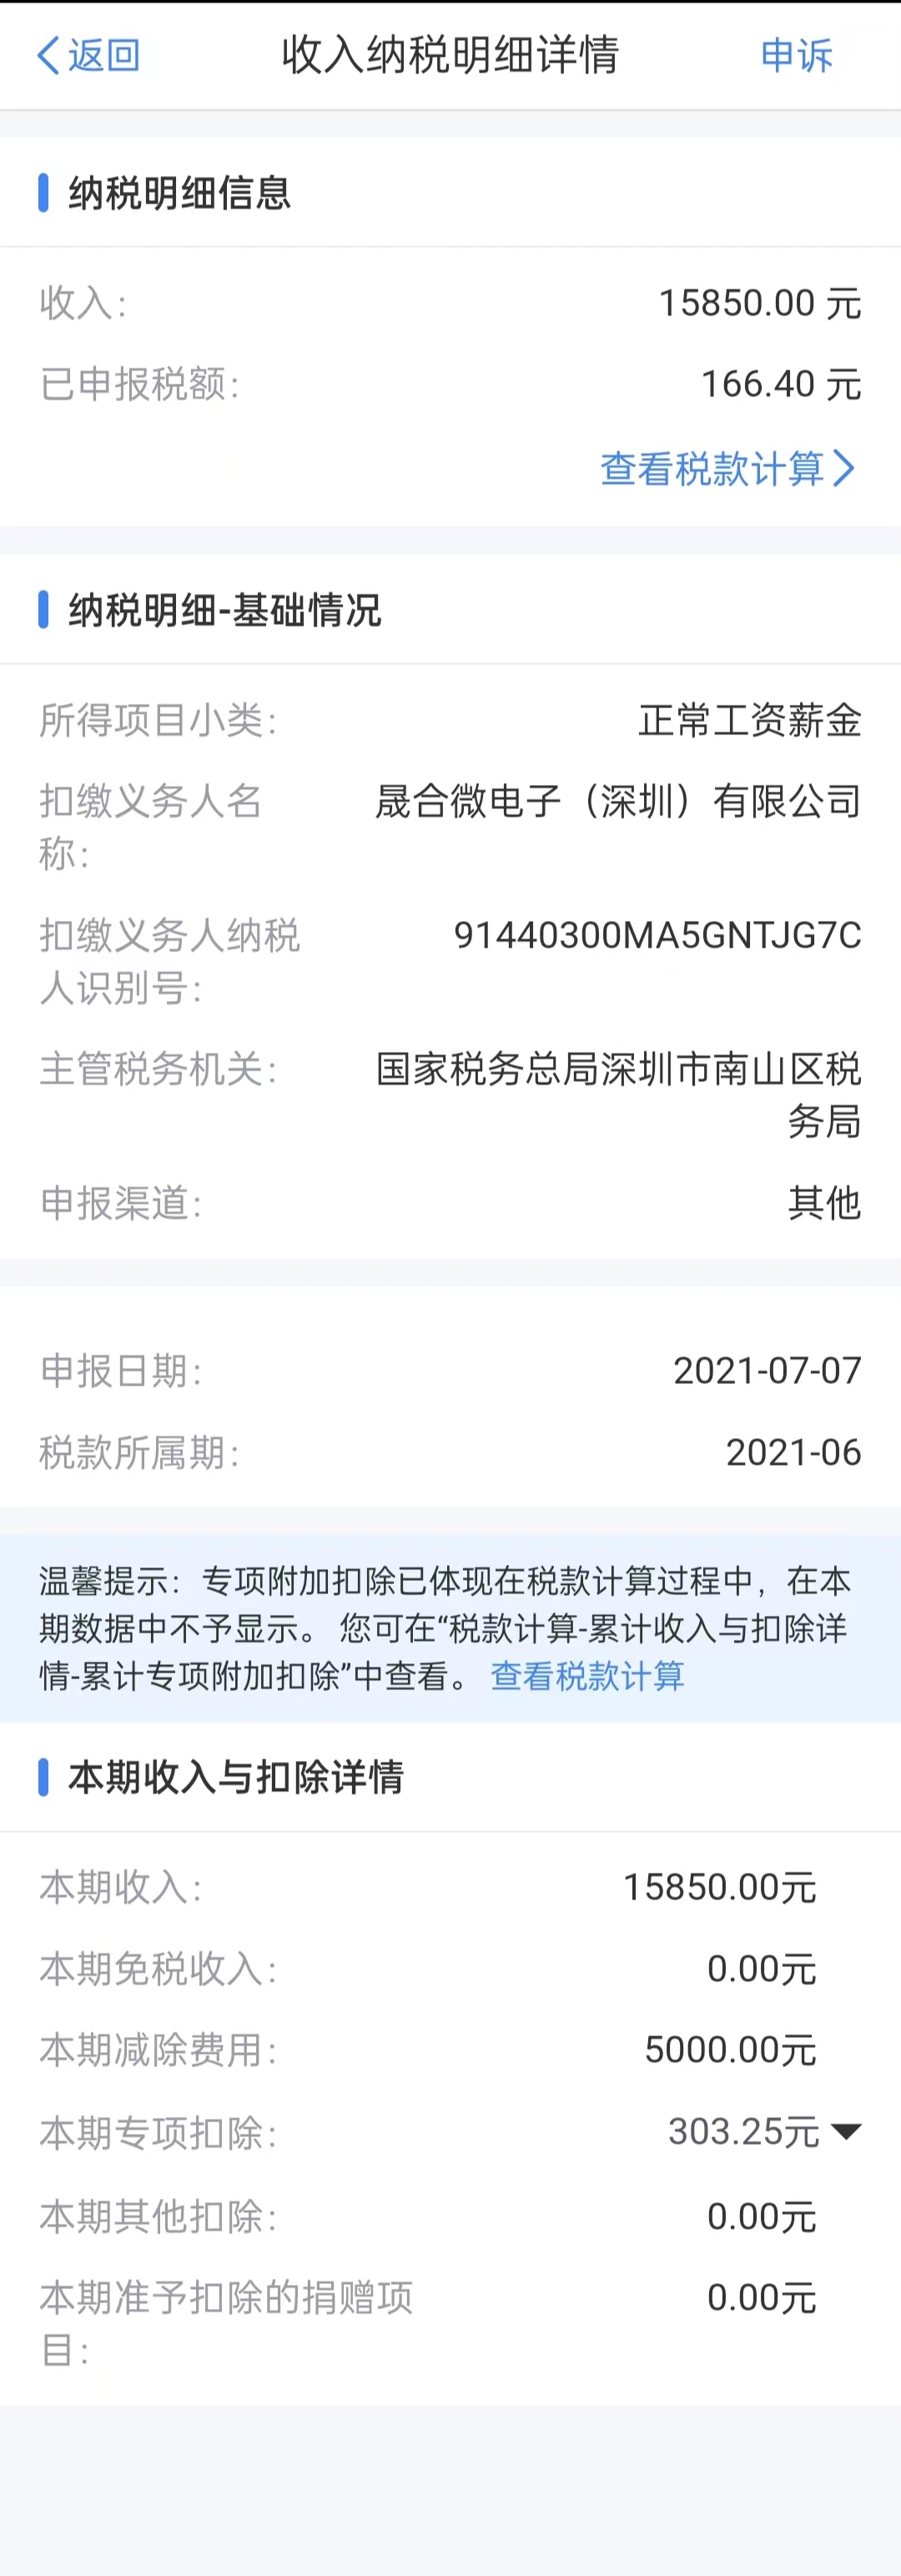 返回 收入纳税明细详情 申诉
纳税明细信息
收入： 15850.00 元
已申报税额： 166.40 元
查看税款计算
纳税明细-基础情况
所得项目小类： 正常工资薪金
扣缴义务人名 晟合微电子（深圳）有限公司
称：
扣缴义务人纳税 91440300MA5GNTJG7C
人识别号：
主管税务机关： 国家税务总局深圳市南山区税
务局
申报渠道： 其他
申报日期： 2021-07-07
税款所属期： 2021-06
温馨提示：专项附加扣除已体现在税款计算过程中，在本
期数据中不予显示。您可在“税款计算-累计收入与扣除详
情-累计专项附加扣除”中查看。查看税款计算
本期收入与扣除详情
本期收入： 15850.00元
本期免税收入： 0.00元
本期减除费用： 5000.00元
本期专项扣除： 303.25元
本期其他扣除： 0.00元
本期准予扣除的捐赠项 0.00元
目：